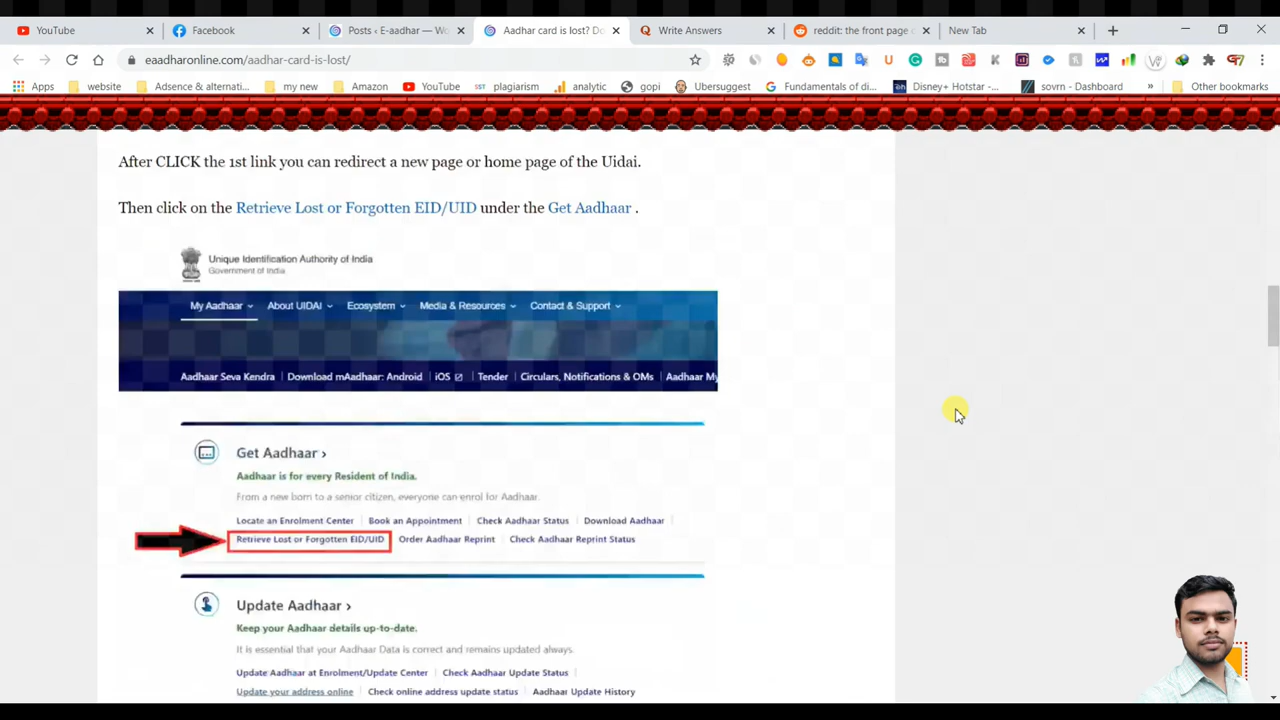 YouTube
Facebook
Posts ‹ E-aadhar — Wo
Aadhar card is lost? Do
Write Answers
reddit: the front page o
New Tab
eaadharonline.com/aadhar-card-is-lost/
Apps
website
Adsence & alternati...
my new
Amazon
YouTube
plagiarism
analytic
gopi
Ubersuggest
Fundamentals of di...
Disney+ Hotstar -...
sovrn - Dashboard
»
Other bookmarks
After CLICK the 1st link you can redirect a new page or home page of the Uidai.
Then click on the Retrieve Lost or Forgotten EID/UID under the Get Aadhaar .
Unique Identification Authority of India
Government of India
My Aadhaar About UIDAI Ecosystem Media & Resources Contact & Support
Aadhaar Seva Kendra Download mAadhaar: Android iOS Tender Circulars, Notifications & OMs Aadhaar My
Get Aadhaar ›
Aadhaar is for every Resident of India.
From a new born to a senior citizen, everyone can enrol for Aadhaar.
Locate an Enrolment Center Book an Appointment Check Aadhaar Status Download Aadhaar
Retrieve Lost or Forgotten EID/UID Order Aadhaar Reprint Check Aadhaar Reprint Status
Update Aadhaar ›
Keep your Aadhaar details up-to-date.
It is essential that your Aadhaar Data is correct and remains updated always.
Update Aadhaar at Enrolment/Update Center Check Aadhaar Update Status
Update your address online Check online address update status Aadhaar Update History